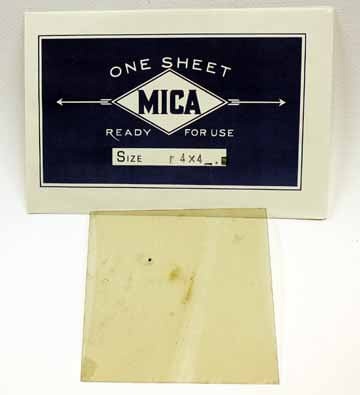 ONE SHEET
MICA
READY FOR USE
SIZE 4X4